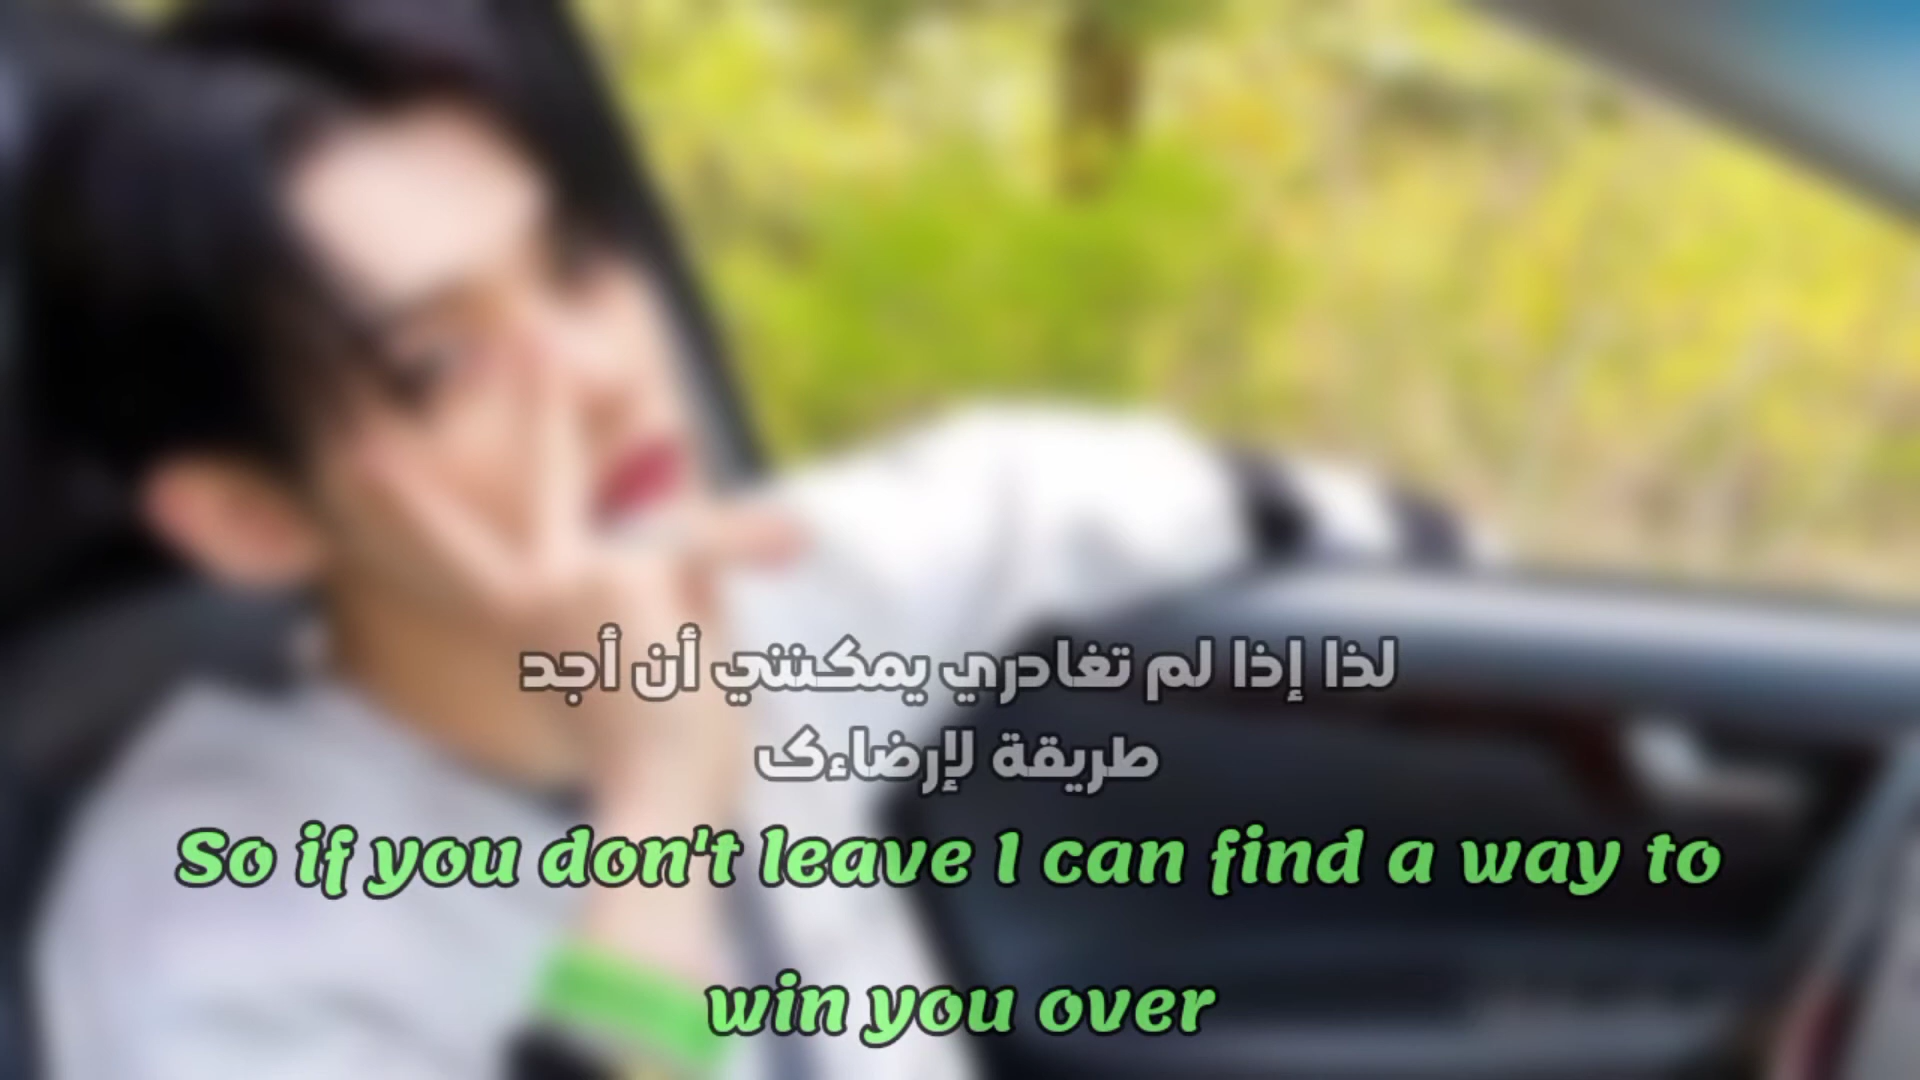 لذا إذا لم تغادري يمكنني أن أجد
طريقة لإرضاءك
So if you don't leave I can find a way to
win you over